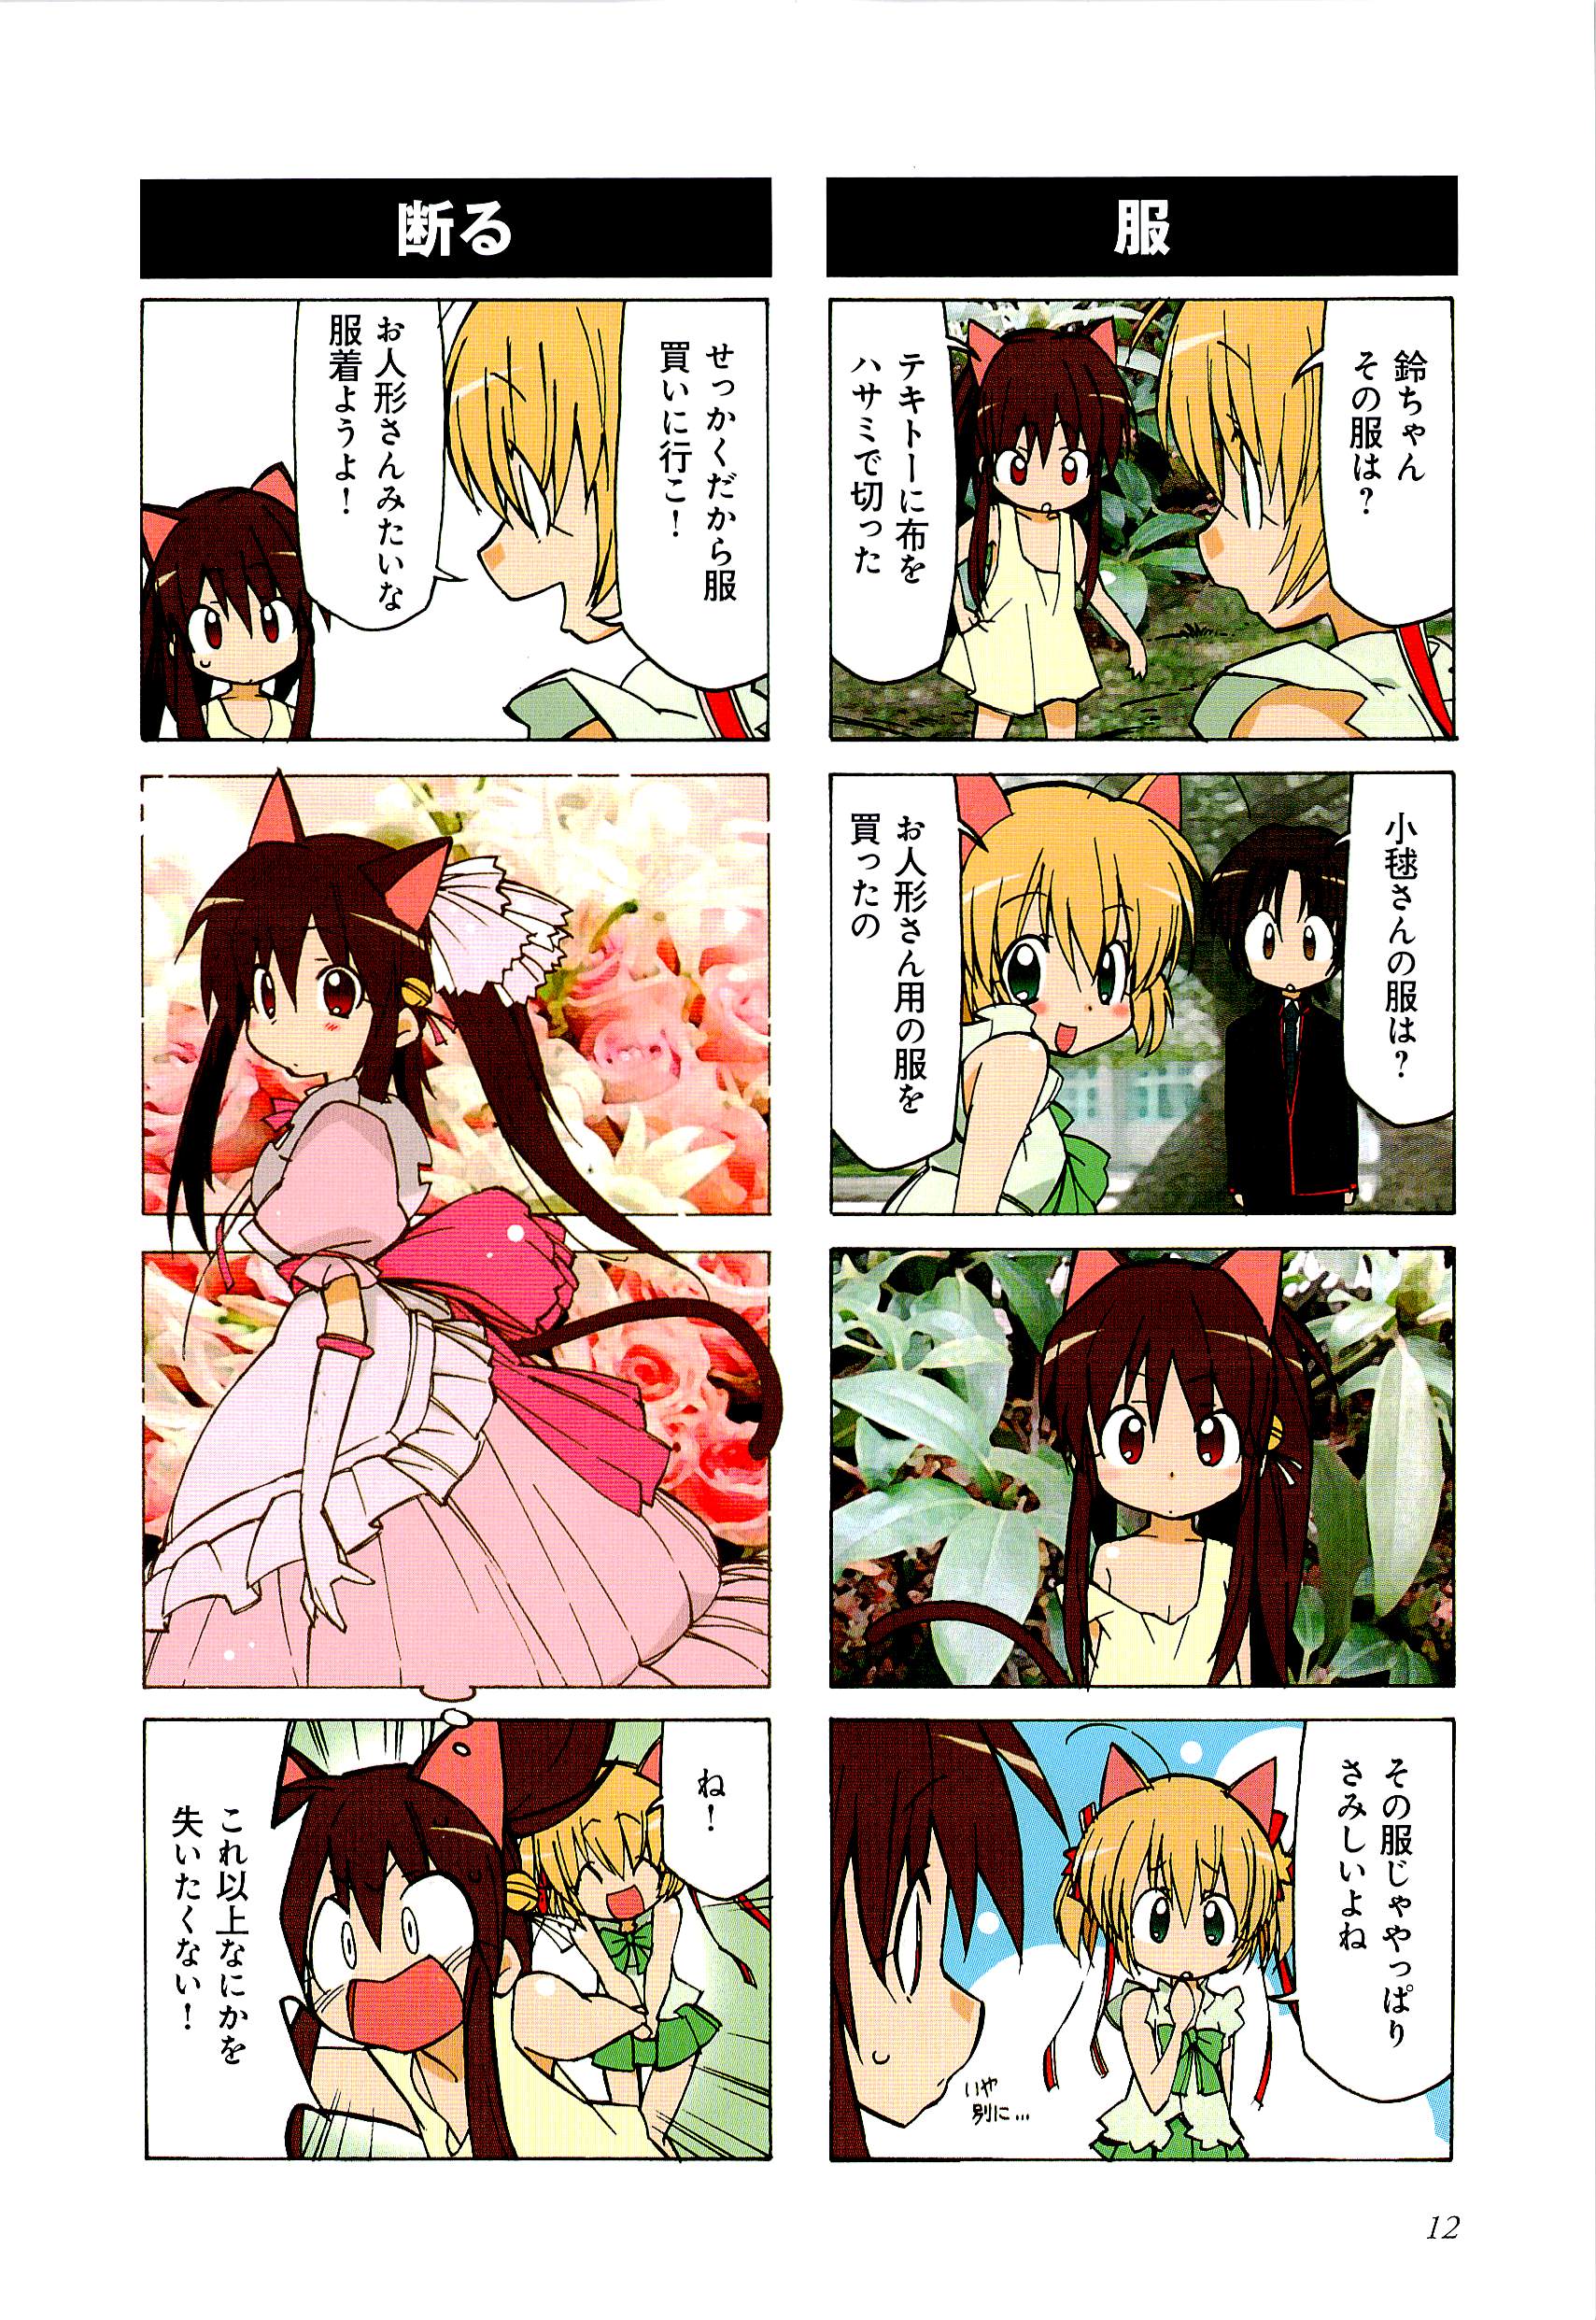 服
鈴ちゃん
その服は?
テキトーに布を
ハサミで切った
小毬さんの服は?
お人形さん用の服を
買ったの
その服じゃやっぱり
さみしいよね
いや
別に…
断る
せっかくだから服
買いに行こ!
お人形さんみたいな
服着ようよ!
ね!
これ以上なにかを
失いたくない!
12